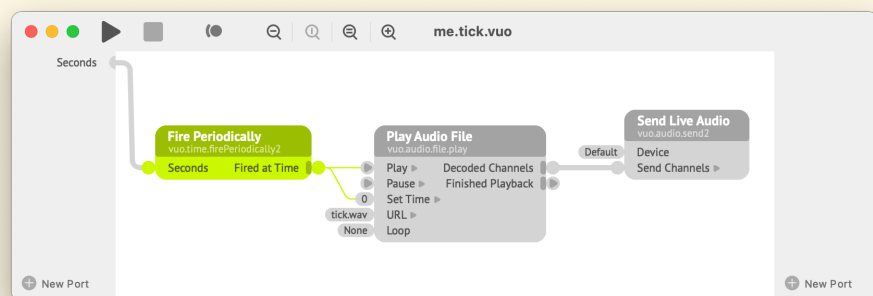 me.tick.vuo
Seconds
Fire Periodically
vuo.time.firePeriodically2
Seconds Fired at Time
Play Audio File
vuo.audio.file.play
Play Decoded Channels
Pause Finished Playback
0 Set Time
tick.wav URL
None Loop
Send Live Audio
vuo.audio.send2
Default Device
Send Channels
New Port
New Port